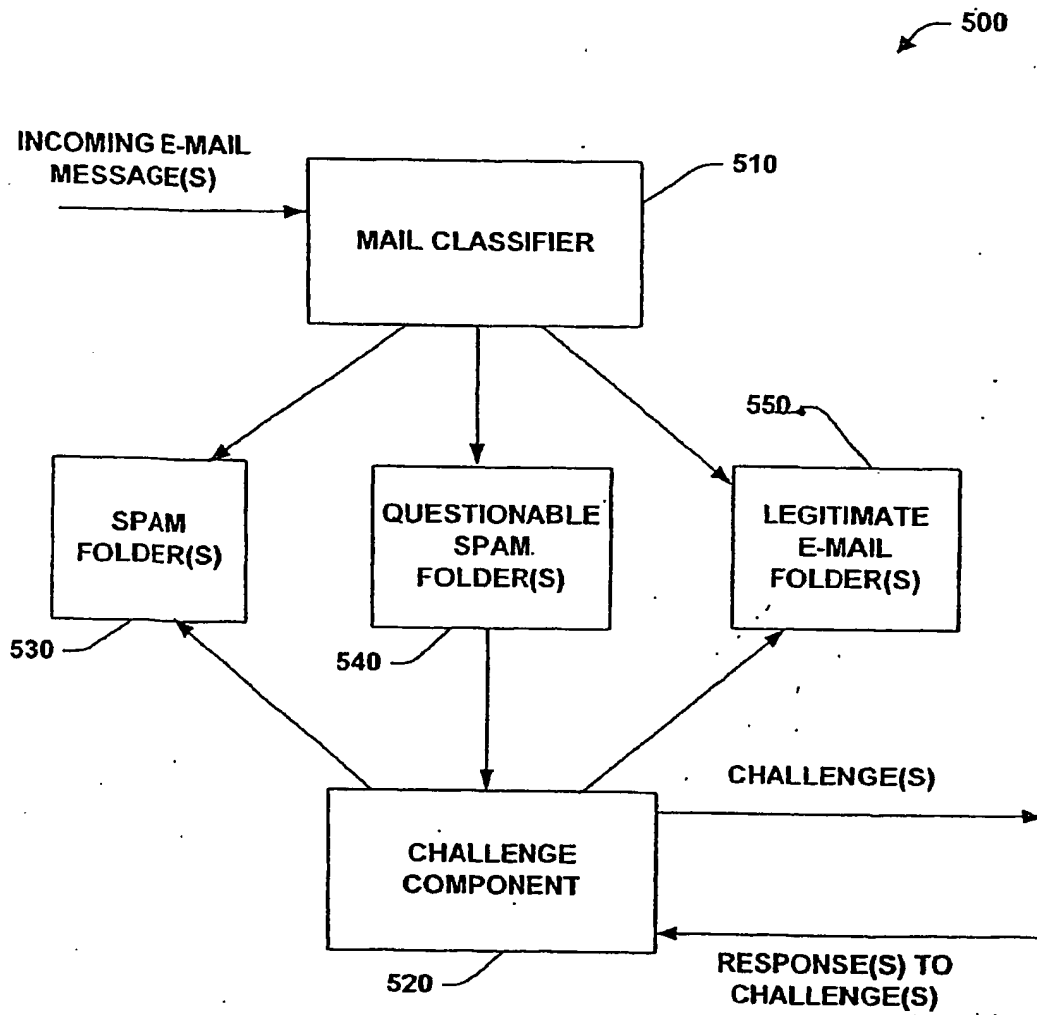 500
INCOMING E-MAIL
MESSAGE(S)
510
MAIL CLASSIFIER
550
SPAM
FOLDER(S)
QUESTIONABLE
SPAM.
FOLDER(S)
LEGITIMATE
E-MAIL
FOLDER(S)
530
540
CHALLENGE(S)
CHALLENGE
COMPONENT
520
RESPONSE(S) TO
CHALLENGE(S)